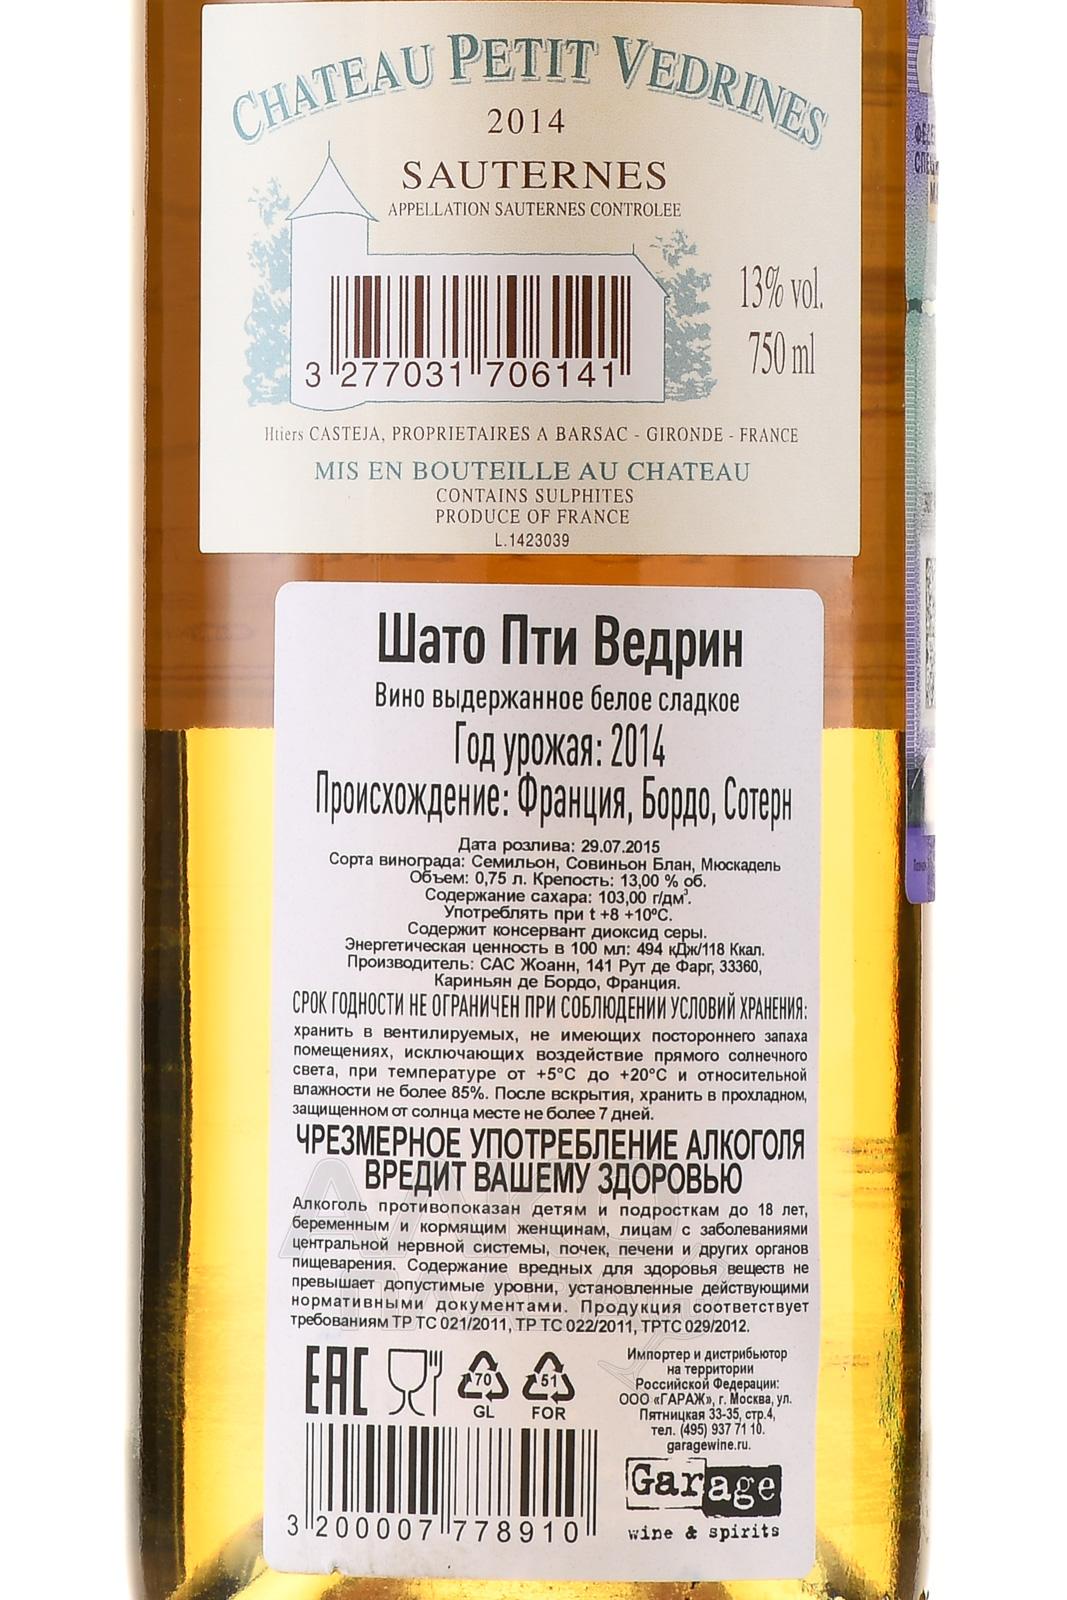 CHATEAU PETIT VEDRINES
2014
SAUTERNES
APPELLATION SAUTERNES CONTROLEE
13% vol.
750 ml
3 277031 706141
Htiers CASTEJA, PROPRIETAIRES A BARSAC - GIRONDE - FRANCE
MIS EN BOUTEILLE AU CHATEAU
CONTAINS SULPHITES
PRODUCE OF FRANCE
L.1423039
Шато Пти Ведрин
Вино выдержанное белое сладкое
Год урожая: 2014
Происхождение: Франция, Бордо, Сотерн
Дата розлива: 29.07.2015
Сорта винограда: Семильон, Совиньон Блан, Мюскадель
Объем: 0,75 л. Крепость: 13,00 % об.
Содержание сахара: 103,00 г/дм³.
Употреблять при t +8 +10ºС.
Содержит консервант диоксид серы.
Энергетическая ценность в 100 мл: 494 кДж/118 Ккал.
Производитель: САС Жоанн, 141 Рут де Фарг, 33360,
Кариньян де Бордо, Франция.
СРОК ГОДНОСТИ НЕ ОГРАНИЧЕН ПРИ СОБЛЮДЕНИИ УСЛОВИЙ ХРАНЕНИЯ:
хранить в вентилируемых, не имеющих постороннего запаха
помещениях, исключающих воздействие прямого солнечного
света, при температуре от +5°С до +20°С и относительной
влажности не более 85%. После вскрытия, хранить в прохладном,
защищенном от солнца месте не более 7 дней.
ЧРЕЗМЕРНОЕ УПОТРЕБЛЕНИЕ АЛКОГОЛЯ
ВРЕДИТ ВАШЕМУ ЗДОРОВЬЮ
Алкоголь противопоказан детям и подросткам до 18 лет,
беременным и кормящим женщинам, лицам с заболеваниями
центральной нервной системы, почек, печени и других органов
пищеварения. Содержание вредных для здоровья веществ не
превышает допустимые уровни, установленные действующими
нормативными документами. Продукция соответствует
требованиям ТР ТС 021/2011, ТР ТС 022/2011, ТРТС 029/2012.
EAC
70
GL
51
FOR
Импортер и дистрибьютор
на территории
Российской Федерации:
ООО «ГАРАЖ», г. Москва, ул.
Пятницкая 33-35, стр.4,
тел. (495) 937 71 10.
garagewine.ru.
Garage
wine & spirits
3 200007 778910